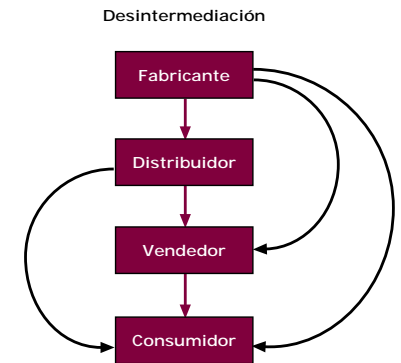 Desintermediación
Fabricante
Distribuidor
Vendedor
Consumidor